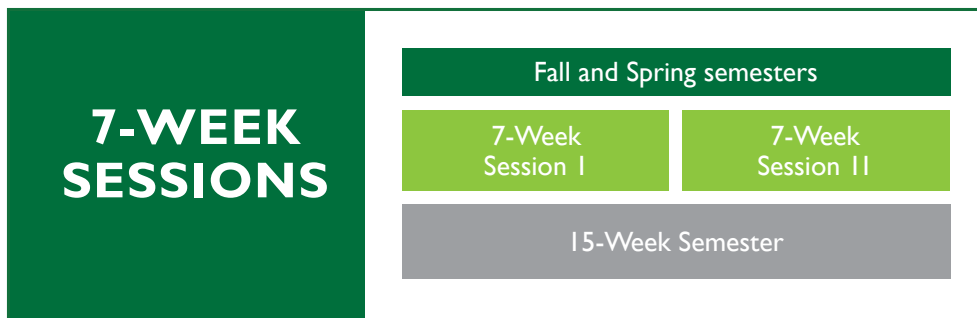 7-WEEK
SESSIONS
Fall and Spring semesters
7-Week
Session I
7-Week
Session II
15-Week Semester